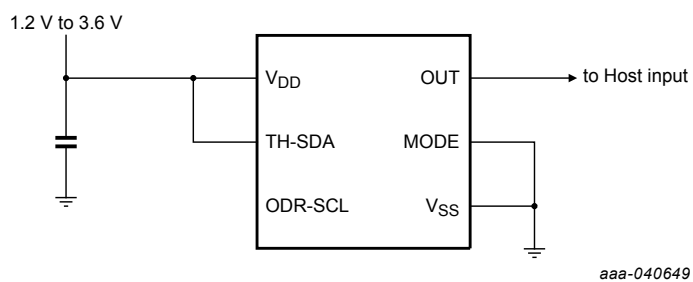 1.2 V to 3.6 V
VDD
OUT
to Host input
TH-SDA
MODE
ODR-SCL
VSS
aaa-040649